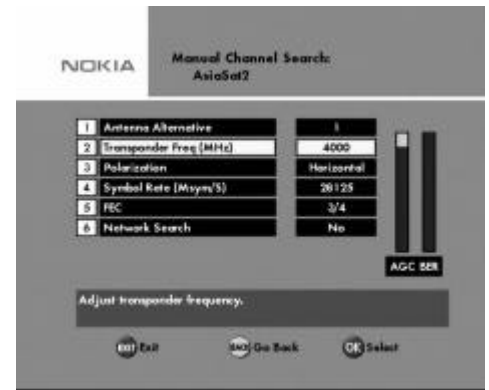 NOKIA
Manual Channel Search:
AsiaSat2
1 Antenna Alternative 1
2 Transponder Freq (MHz) 4000
3 Polarization Horizontal
4 Symbol Rate (Msym/S) 28125
5 FEC 3/4
6 Network Search No
AGC BER
Adjust transponder frequency.
EXIT Exit BACK Go Back OK Select